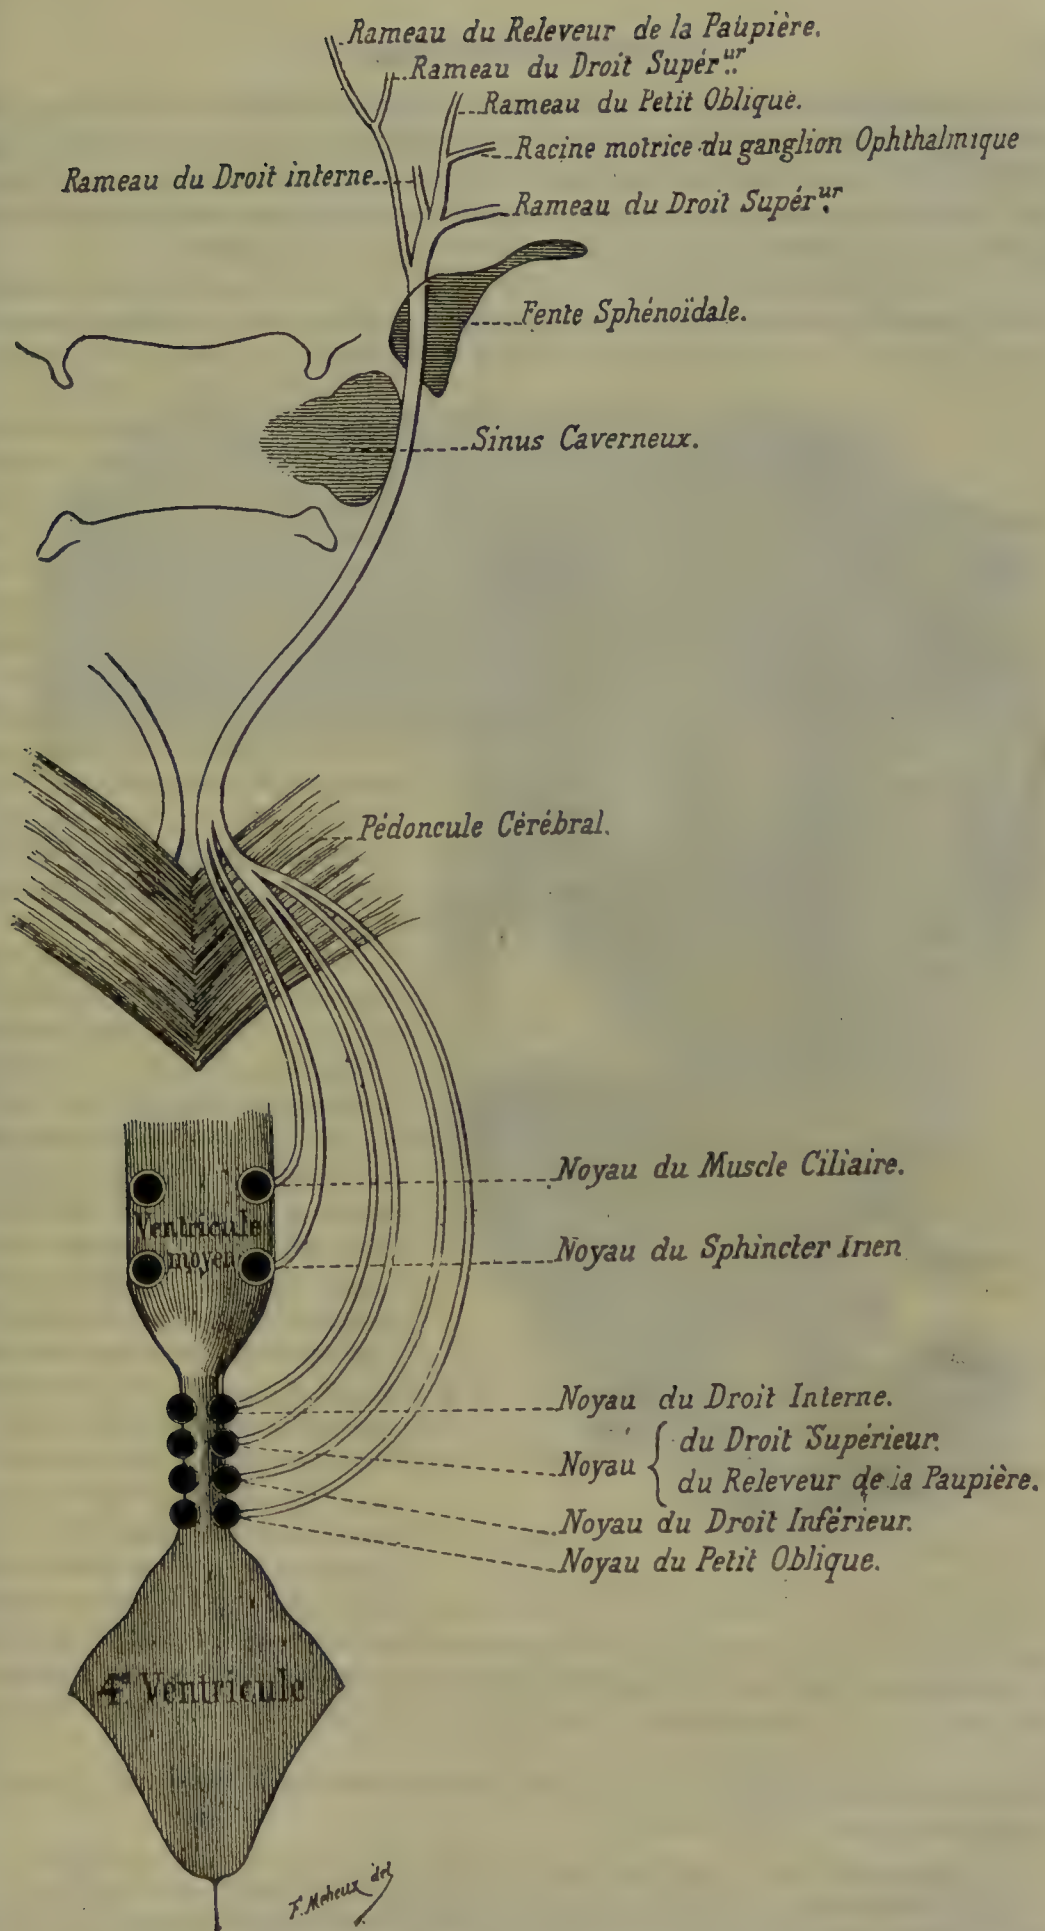 Rameau du Releveur de la Paupière.
Rameau du Droit Supér.ur
Rameau du Petit Oblique.
Racine motrice du ganglion Ophthalmique
Rameau du Droit interne
Rameau du Droit Supér.ur
Fente Sphénoïdale.
Sinus Caverneux.
Pédoncule Cérébral.
Noyau du Muscle Ciliaire.
Ventricule
moyen
Noyau du Sphincter Irien
Noyau du Droit Interne.
Noyau { du Droit Supérieur.
du Releveur de la Paupière.
Noyau du Droit Inférieur.
Noyau du Petit Oblique.
4e Ventricule
F. Meheux del